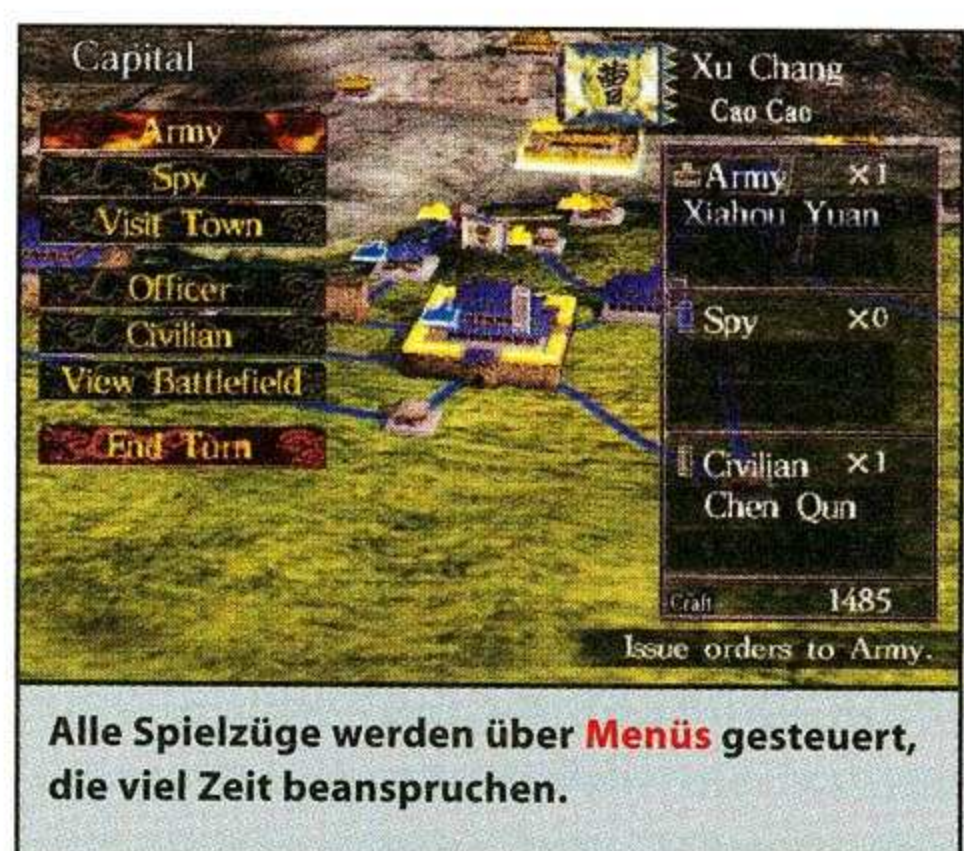 Capital
Xu Chang
Cao Cao
Army
Spy
Visit Town
Officer
Civilian
View Battlefield
End Turn
Army ×1
Xiahou Yuan
Spy ×0
Civilian ×1
Chen Qun
Craft 1485
Issue orders to Army.
Alle Spielzüge werden über Menüs gesteuert,
die viel Zeit beanspruchen.